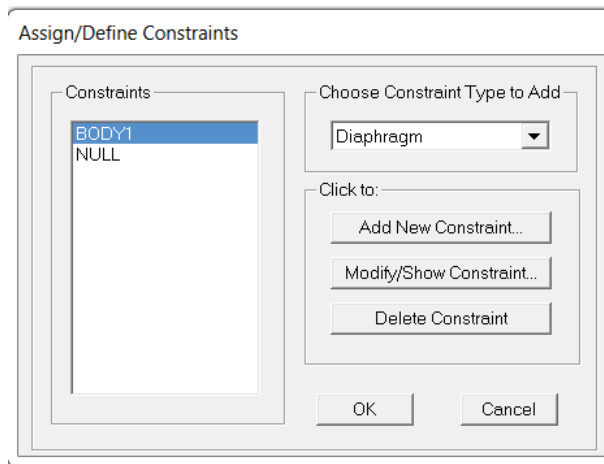 Assign/Define Constraints
Constraints
BODY1
NULL
Choose Constraint Type to Add
Diaphragm
Click to:
Add New Constraint...
Modify/Show Constraint...
Delete Constraint
OK
Cancel